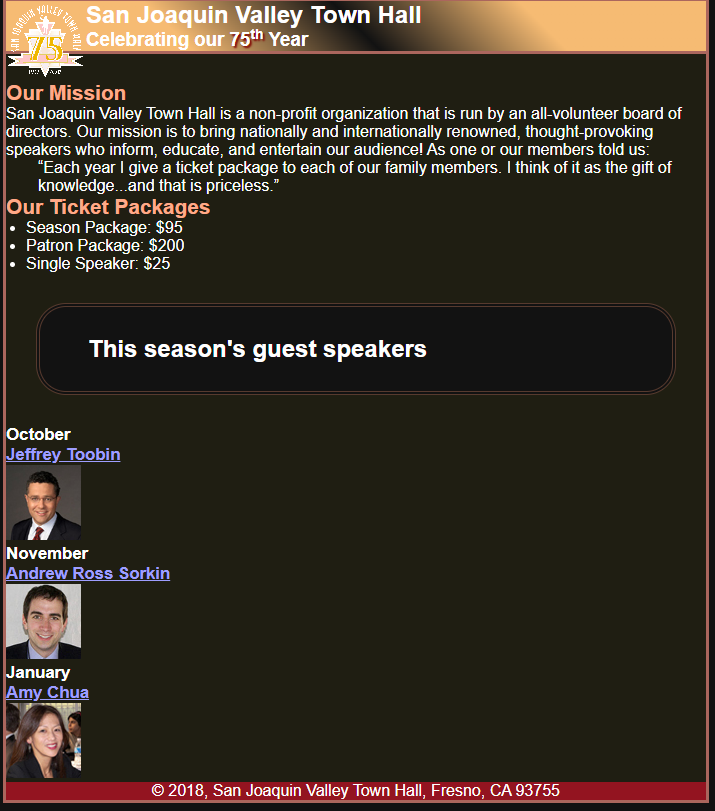 SAN JOAQUIN VALLEY TOWN HALL
75
San Joaquin Valley Town Hall
Celebrating our 75th Year
Our Mission
San Joaquin Valley Town Hall is a non-profit organization that is run by an all-volunteer board of
directors. Our mission is to bring nationally and internationally renowned, thought-provoking
speakers who inform, educate, and entertain our audience! As one or our members told us:
“Each year I give a ticket package to each of our family members. I think of it as the gift of
knowledge...and that is priceless.”
Our Ticket Packages
• Season Package: $95
• Patron Package: $200
• Single Speaker: $25
This season's guest speakers
October
Jeffrey Toobin
November
Andrew Ross Sorkin
January
Amy Chua
© 2018, San Joaquin Valley Town Hall, Fresno, CA 93755